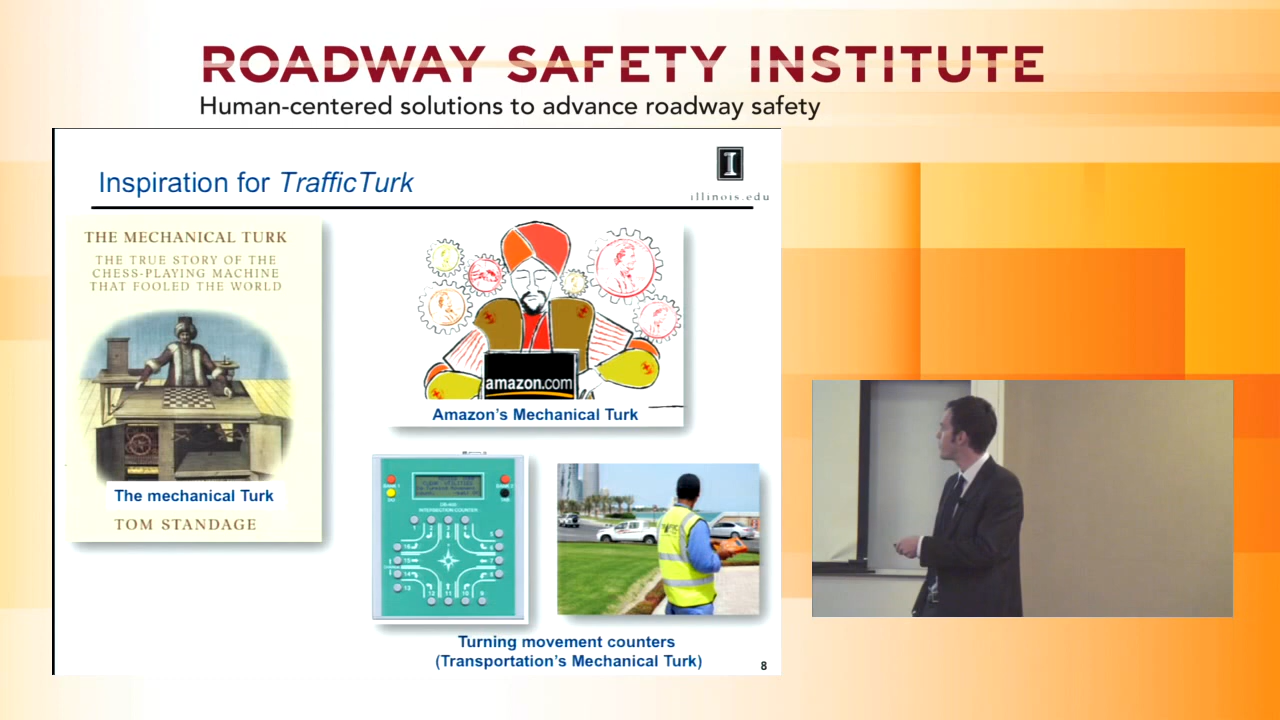 ROADWAY SAFETY INSTITUTE
Human-centered solutions to advance roadway safety
Inspiration for TrafficTurk
I
illinois.edu
THE MECHANICAL TURK
THE TRUE STORY OF THE
CHESS-PLAYING MACHINE
THAT FOOLED THE WORLD
The mechanical Turk
TOM STANDAGE
amazon.com
Amazon's Mechanical Turk
INTERSECTION COUNTER
Turning movement counters
(Transportation's Mechanical Turk)
8